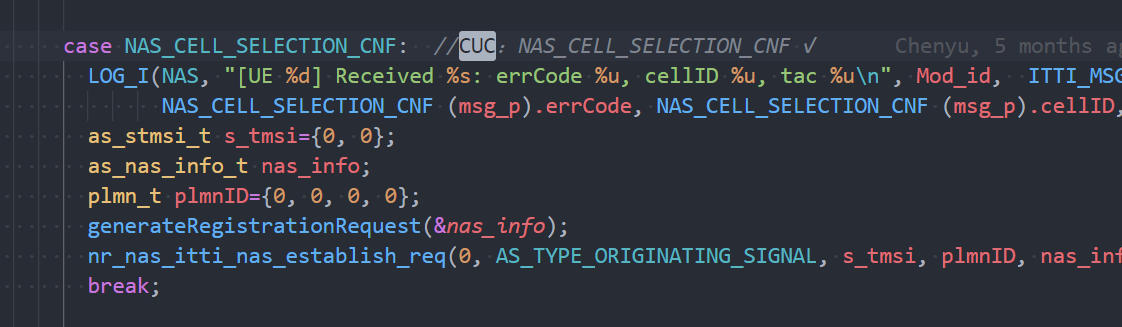 case NAS_CELL_SELECTION_CNF:  //CUC: NAS_CELL_SELECTION_CNF ✓      Chenyu, 5 months
LOG_I(NAS, "[UE %d] Received %s: errCode %u, cellID %u, tac %u\n", Mod_id,  ITTI_MSG
NAS_CELL_SELECTION_CNF (msg_p).errCode, NAS_CELL_SELECTION_CNF (msg_p).cellID,
as_stmsi_t s_tmsi={0, 0};
as_nas_info_t nas_info;
plmn_t plmnID={0, 0, 0, 0};
generateRegistrationRequest(&nas_info);
nr_nas_itti_nas_establish_req(0, AS_TYPE_ORIGINATING_SIGNAL, s_tmsi, plmnID, nas_inf
break;